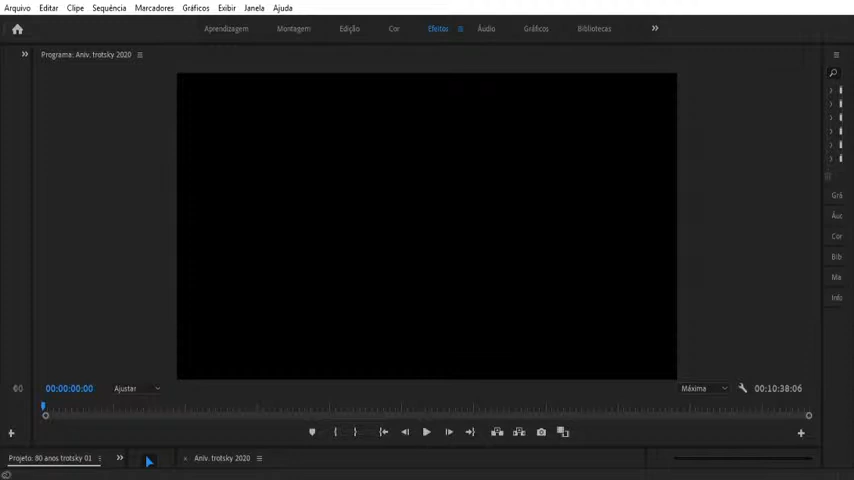 Arquivo Editar Clipe Sequência Marcadores Gráficos Exibir Janela Ajuda
Aprendizagem Montagem Edição Cor Efeitos Áudio Gráficos Bibliotecas
Programa: Aniv. trotsky 2020
Grá
Áuc
Cor
Bib
Ma
Info
00:00:00:00 Ajustar Máxima 00:10:38:06
Projeto: 80 anos trotsky 01 Aniv. trotsky 2020